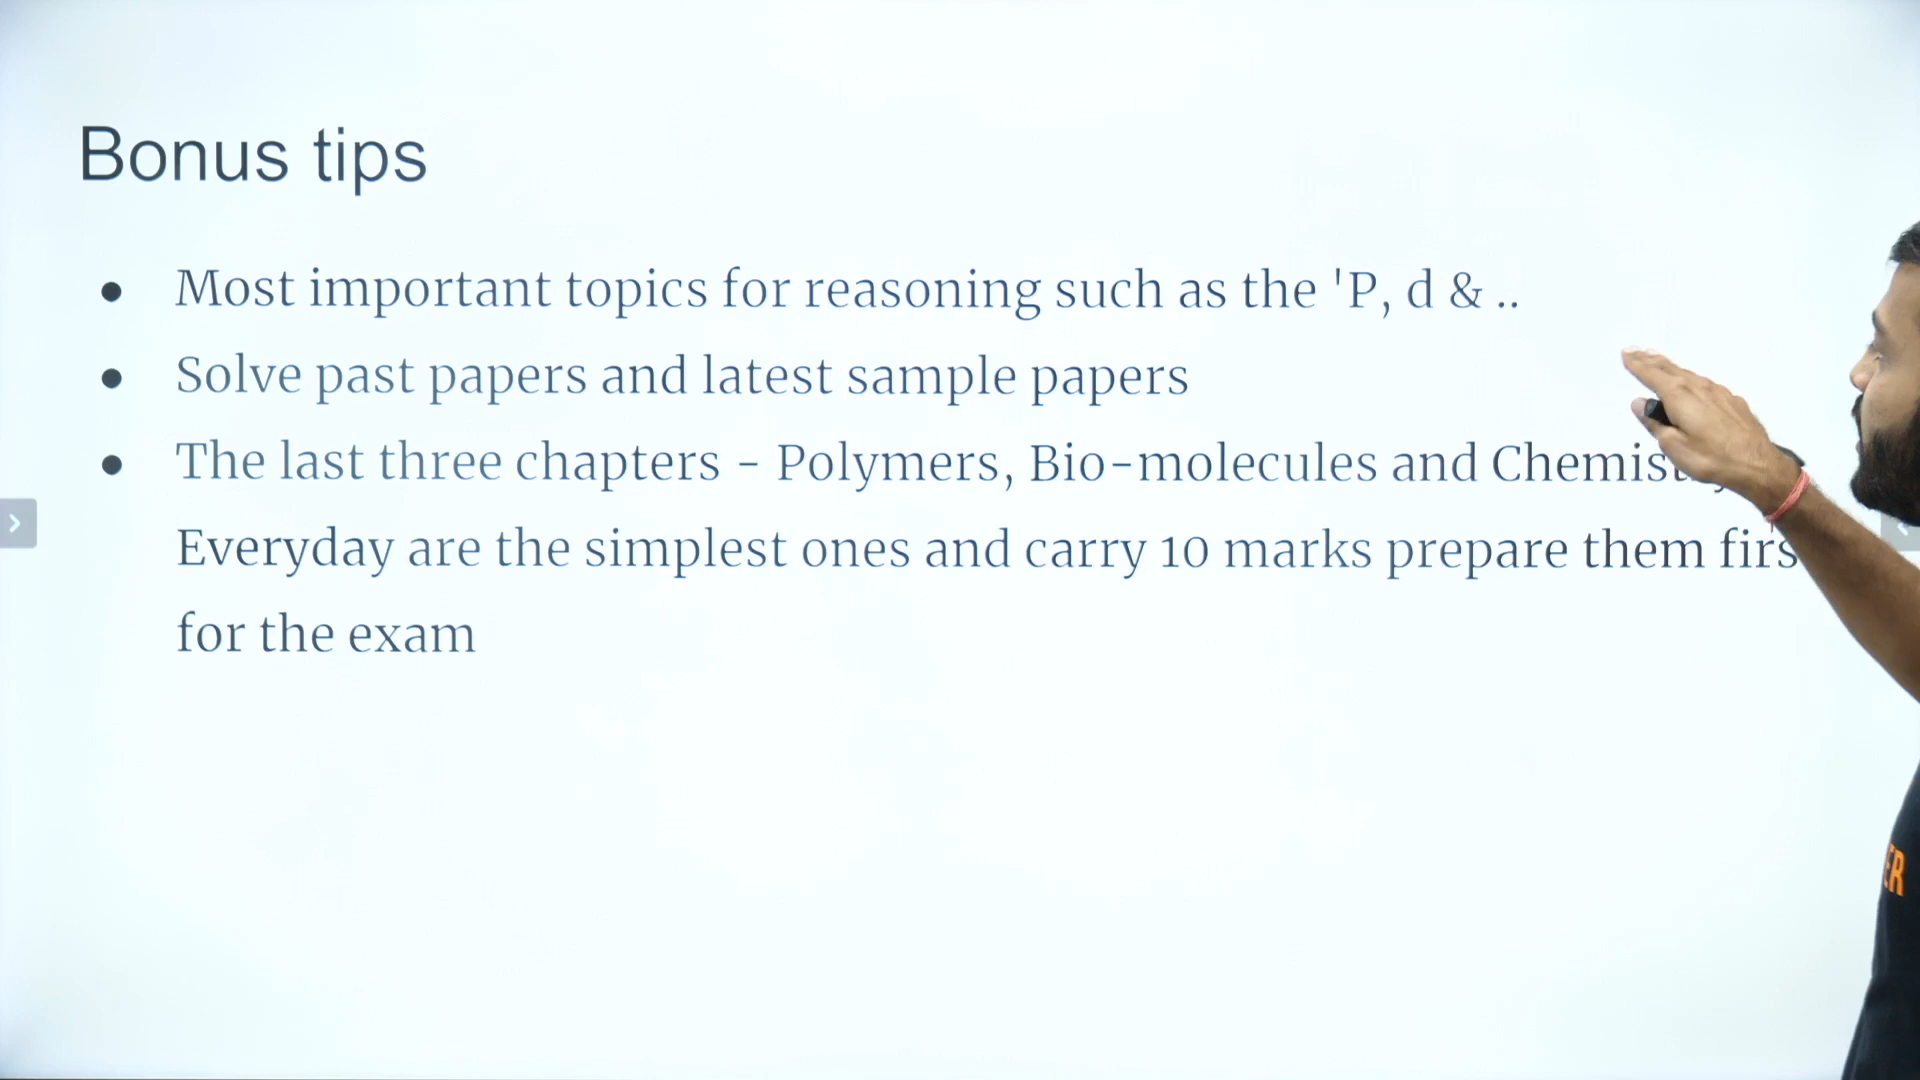 Bonus tips
● Most important topics for reasoning such as the 'P, d & ..
● Solve past papers and latest sample papers
● The last three chapters - Polymers, Bio-molecules and
Everyday are the simplest ones and carry 10 marks prepare them
for the exam
ER